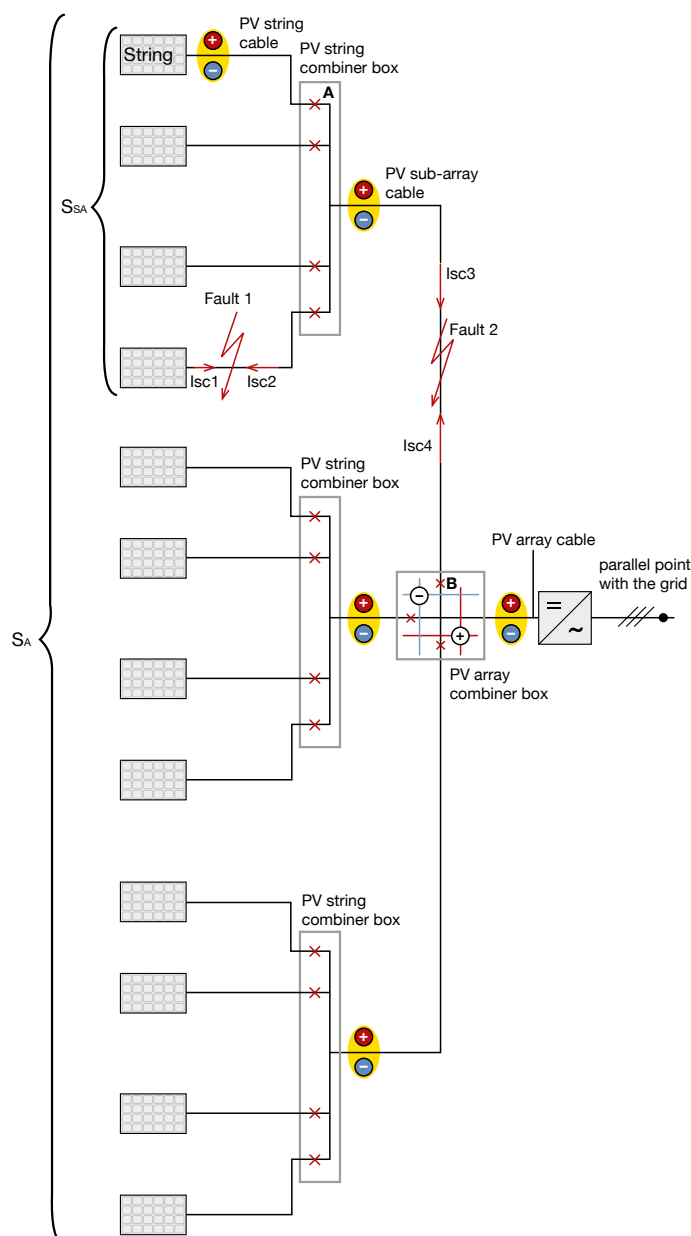 PV string
cable
String
PV string
combiner box
A
PV sub-array
cable
SSA
Isc3
Fault 1
Fault 2
Isc1
Isc2
Isc4
PV string
combiner box
PV array cable
parallel point
with the grid
B
−
+
=
~
SA
PV array
combiner box
PV string
combiner box